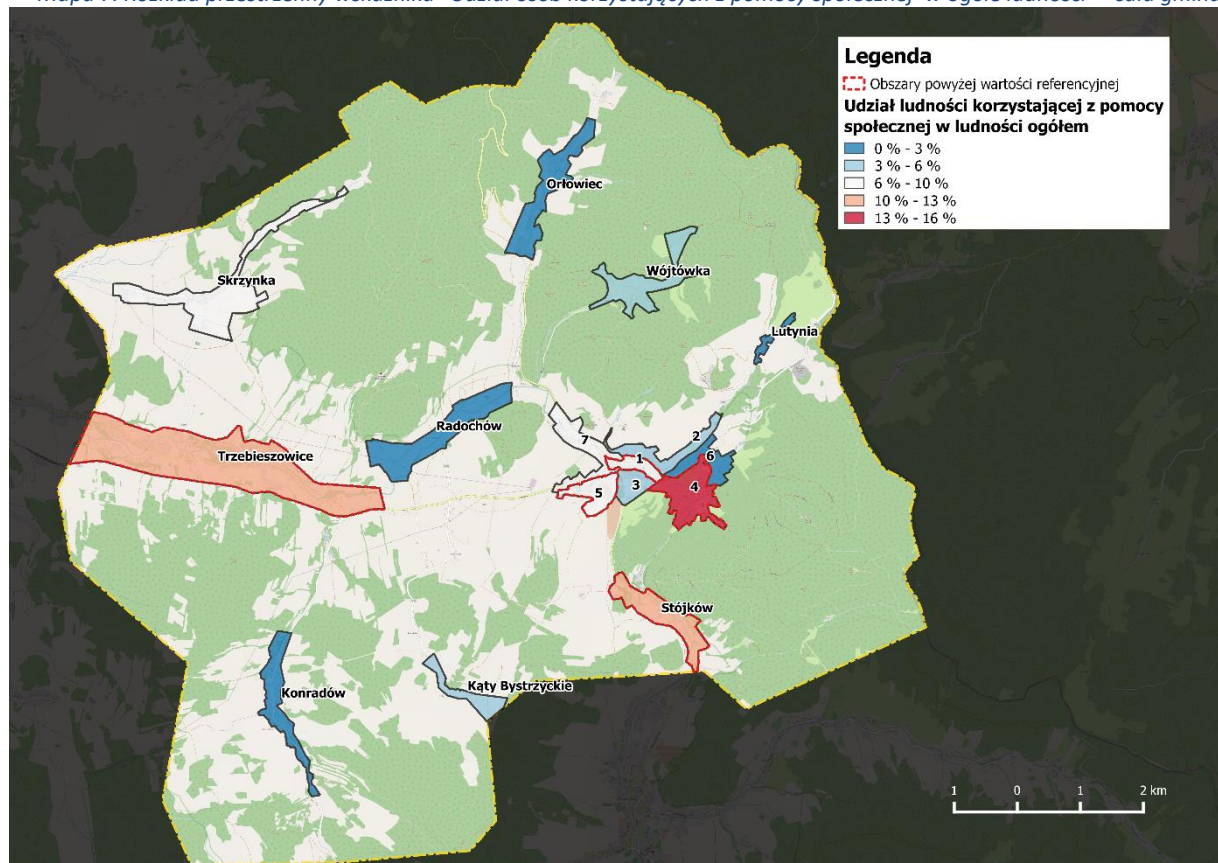 Legenda
Obszary powyżej wartości referencyjnej
Udział ludności korzystającej z pomocy
społecznej w ludności ogółem
0 % - 3 %
3 % - 6 %
6 % - 10 %
10 % - 13 %
13 % - 16 %
Orłowiec
Skrzynka
Wójtówka
Lutynia
Radochów
Trzebieszowice
7
2
1
6
5
3
4
Stójków
Konradów
Kąty Bystrzyckie
1 0 1 2 km